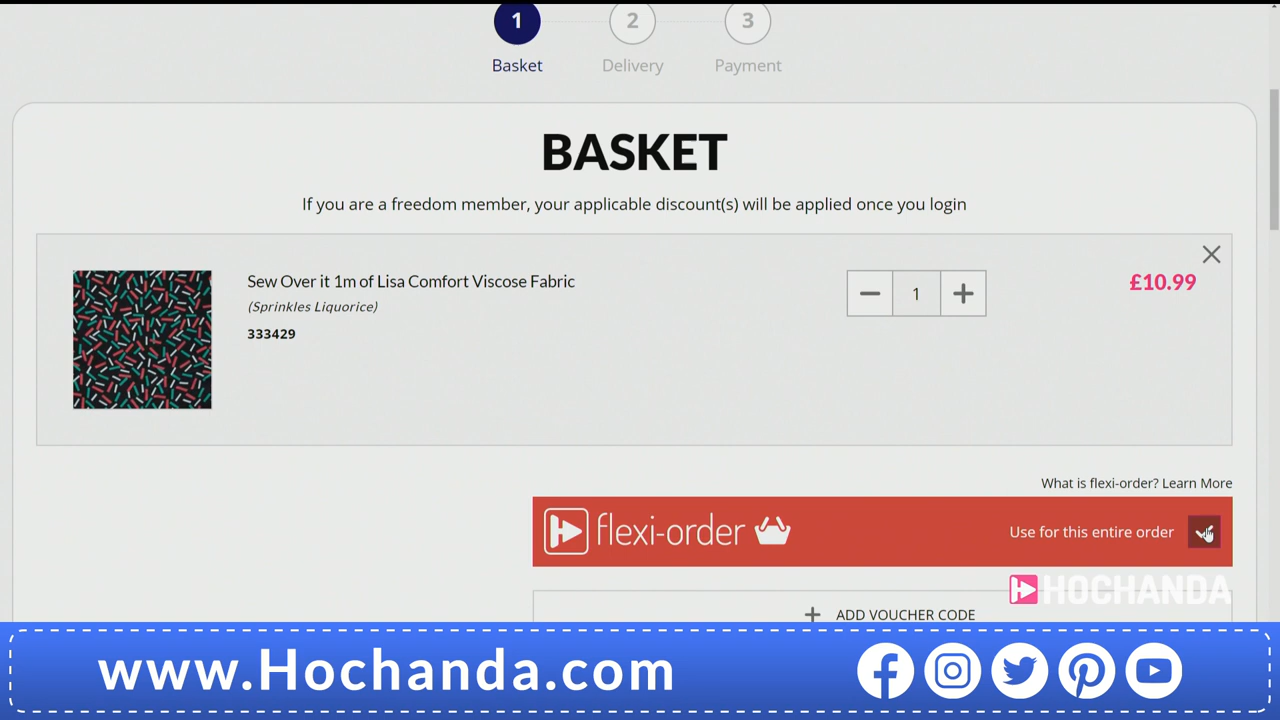 1 2 3
Basket Delivery Payment
BASKET
If you are a freedom member, your applicable discount(s) will be applied once you login
Sew Over it 1m of Lisa Comfort Viscose Fabric
(Sprinkles Liquorice)
333429
1
£10.99
What is flexi-order? Learn More
flexi-order
Use for this entire order
HOCHANDA
ADD VOUCHER CODE
www.Hochanda.com